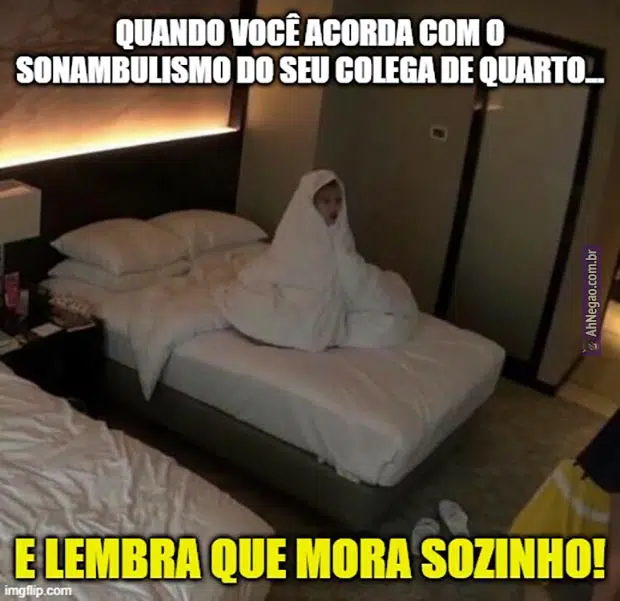 QUANDO VOCÊ ACORDA COM O
SONAMBULISMO DO SEU COLEGA DE QUARTO...
AhNegao.com.br
E LEMBRA QUE MORA SOZINHO!
imgflip.com